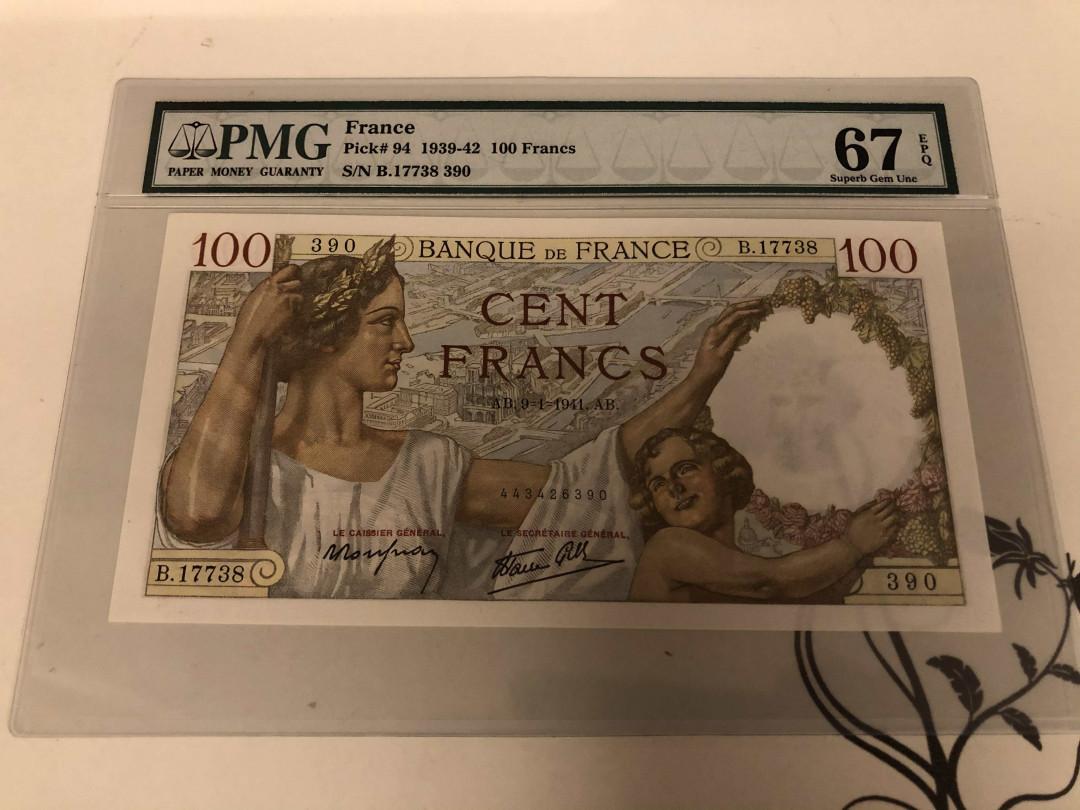 PMG
PAPER MONEY GUARANTY
France
Pick# 94 1939-42 100 Francs
S/N B.17738 390
67
EPQ
Superb Gem Unc
100 390 BANQUE DE FRANCE B.17738 100
CENT
FRANCS
AB. 9=1=1941. AB.
443426390
LE CAISSIER GÉNÉRAL, LE SECRÉTAIRE GÉNÉRAL,
B.17738 390